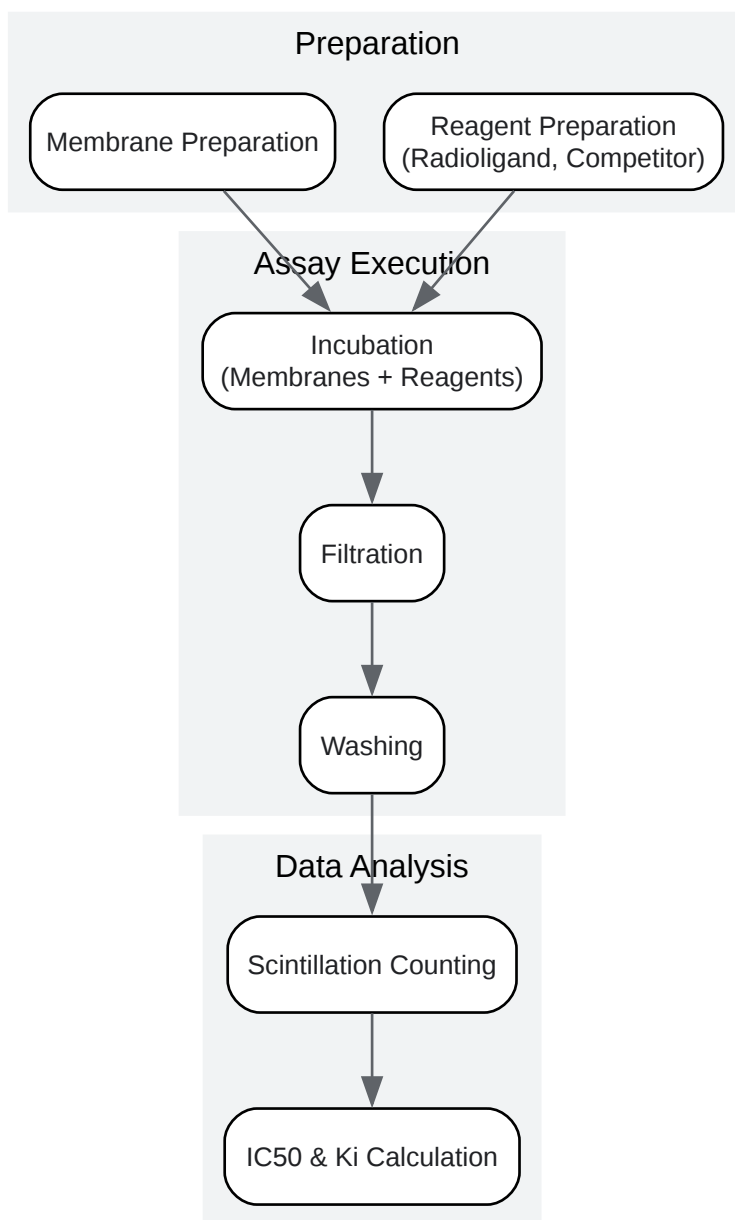 Preparation
Membrane Preparation
Reagent Preparation
(Radioligand, Competitor)
Assay Execution
Incubation
(Membranes + Reagents)
Filtration
Washing
Data Analysis
Scintillation Counting
IC50 & Ki Calculation